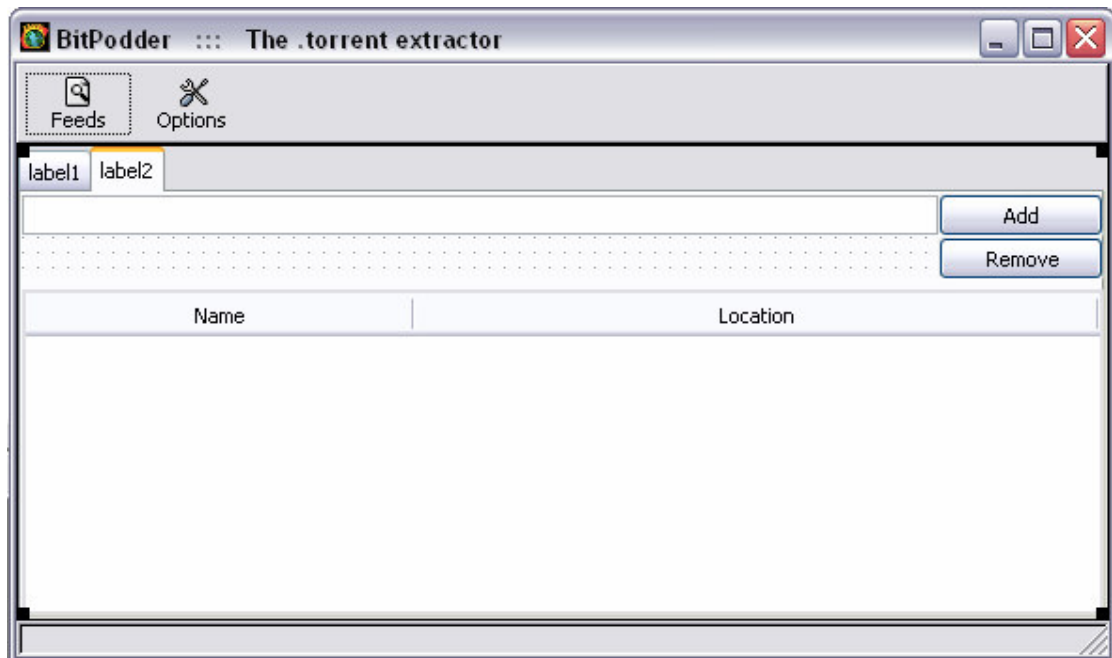 BitPodder ::: The .torrent extractor
Feeds Options
label1 label2
Add
Remove
Name Location